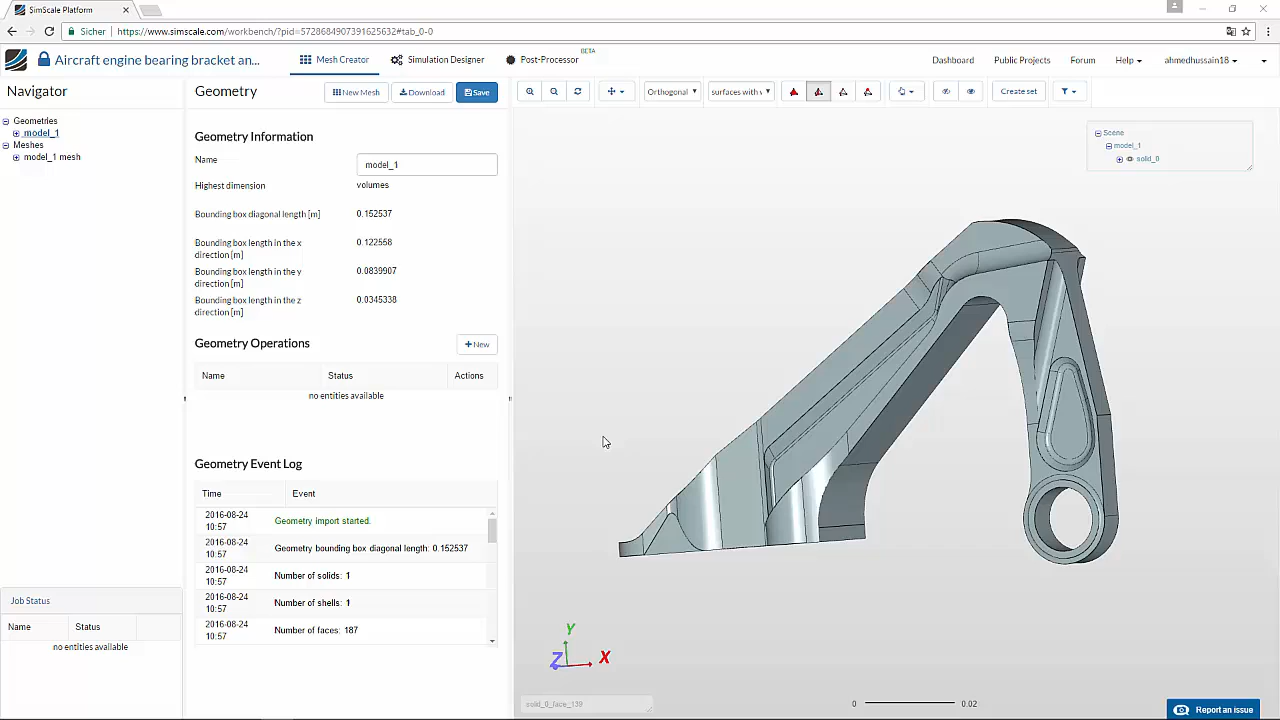 SimScale Platform
Sicher
https://www.simscale.com/workbench/?pid=5728684907391625632#tab_0-0
Aircraft engine bearing bracket an...
Mesh Creator
Simulation Designer
Post-Processor
BETA
Dashboard
Public Projects
Forum
Help
ahmedhussain18
Navigator
Geometries
model_1
Meshes
model_1 mesh
Job Status
Name
Status
no entities available
Geometry
New Mesh
Download
Save
Geometry Information
Name
model_1
Highest dimension
volumes
Bounding box diagonal length [m]
0.152537
Bounding box length in the x
direction [m]
0.122558
Bounding box length in the y
direction [m]
0.0839907
Bounding box length in the z
direction [m]
0.0345338
Geometry Operations
New
Name
Status
Actions
no entities available
Geometry Event Log
Time
Event
2016-08-24
10:57
Geometry import started.
2016-08-24
10:57
Geometry bounding box diagonal length: 0.152537
2016-08-24
10:57
Number of solids: 1
2016-08-24
10:57
Number of shells: 1
2016-08-24
10:57
Number of faces: 187
Orthogonal
surfaces with
Create set
Scene
model_1
solid_0
Y
Z
X
solid_0_face_139
0
0.02
Report an issue